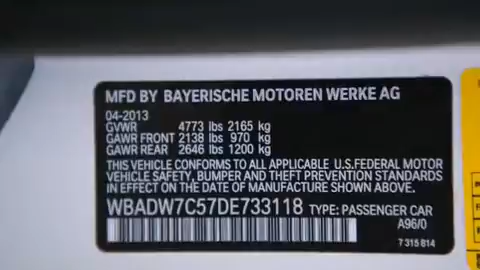 MFD BY BAYERISCHE MOTOREN WERKE AG
04-2013
GVWR 4773 lbs 2165 kg
GAWR FRONT 2138 lbs 970 kg
GAWR REAR 2646 lbs 1200 kg
THIS VEHICLE CONFORMS TO ALL APPLICABLE U.S.FEDERAL MOTOR
VEHICLE SAFETY, BUMPER AND THEFT PREVENTION STANDARDS
IN EFFECT ON THE DATE OF MANUFACTURE SHOWN ABOVE.
WBADW7C57DE733118 TYPE: PASSENGER CAR
A96/0
7 315 814